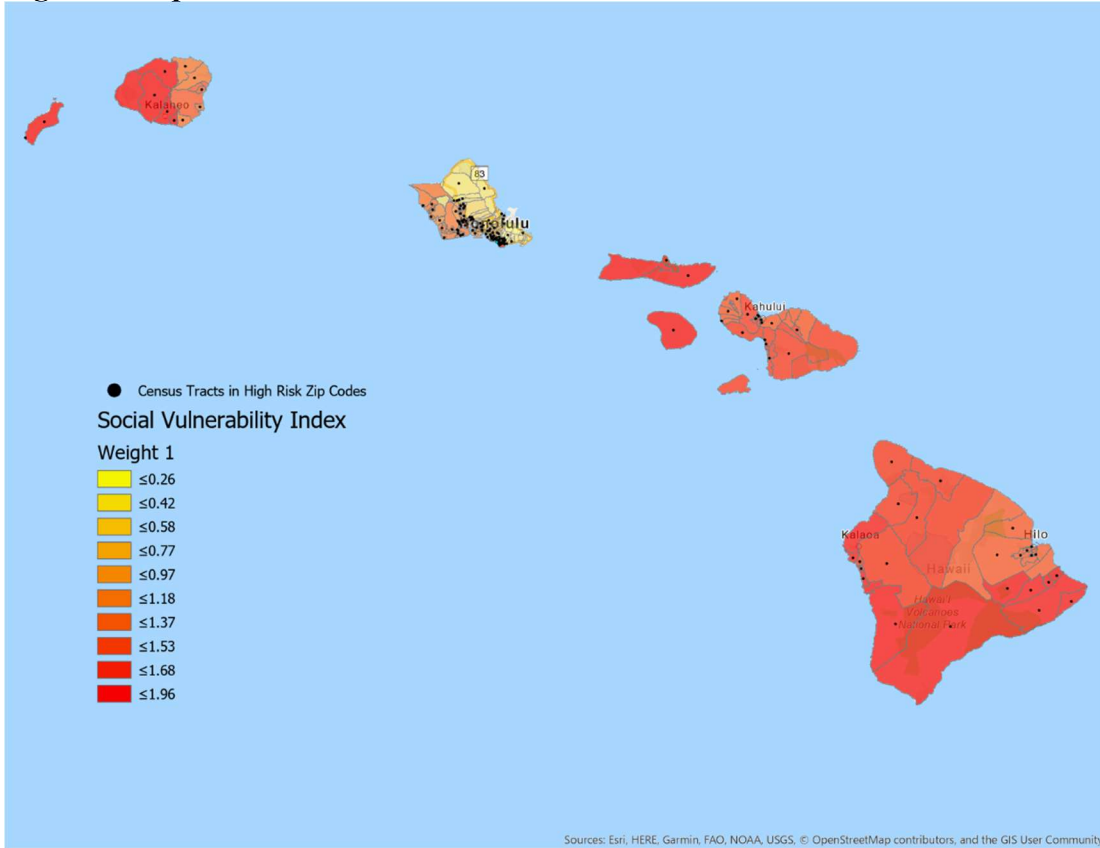 Kalaheo
83
Honolulu
Kahului
Census Tracts in High Risk Zip Codes
Social Vulnerability Index
Weight 1
≤0.26
≤0.42
≤0.58
≤0.77
≤0.97
≤1.18
≤1.37
≤1.53
≤1.68
≤1.96
Kalaoa
Hilo
Hawaii
Hawai'i
Volcanoes
National Park
Sources: Esri, HERE, Garmin, FAO, NOAA, USGS, © OpenStreetMap contributors, and the GIS User Community